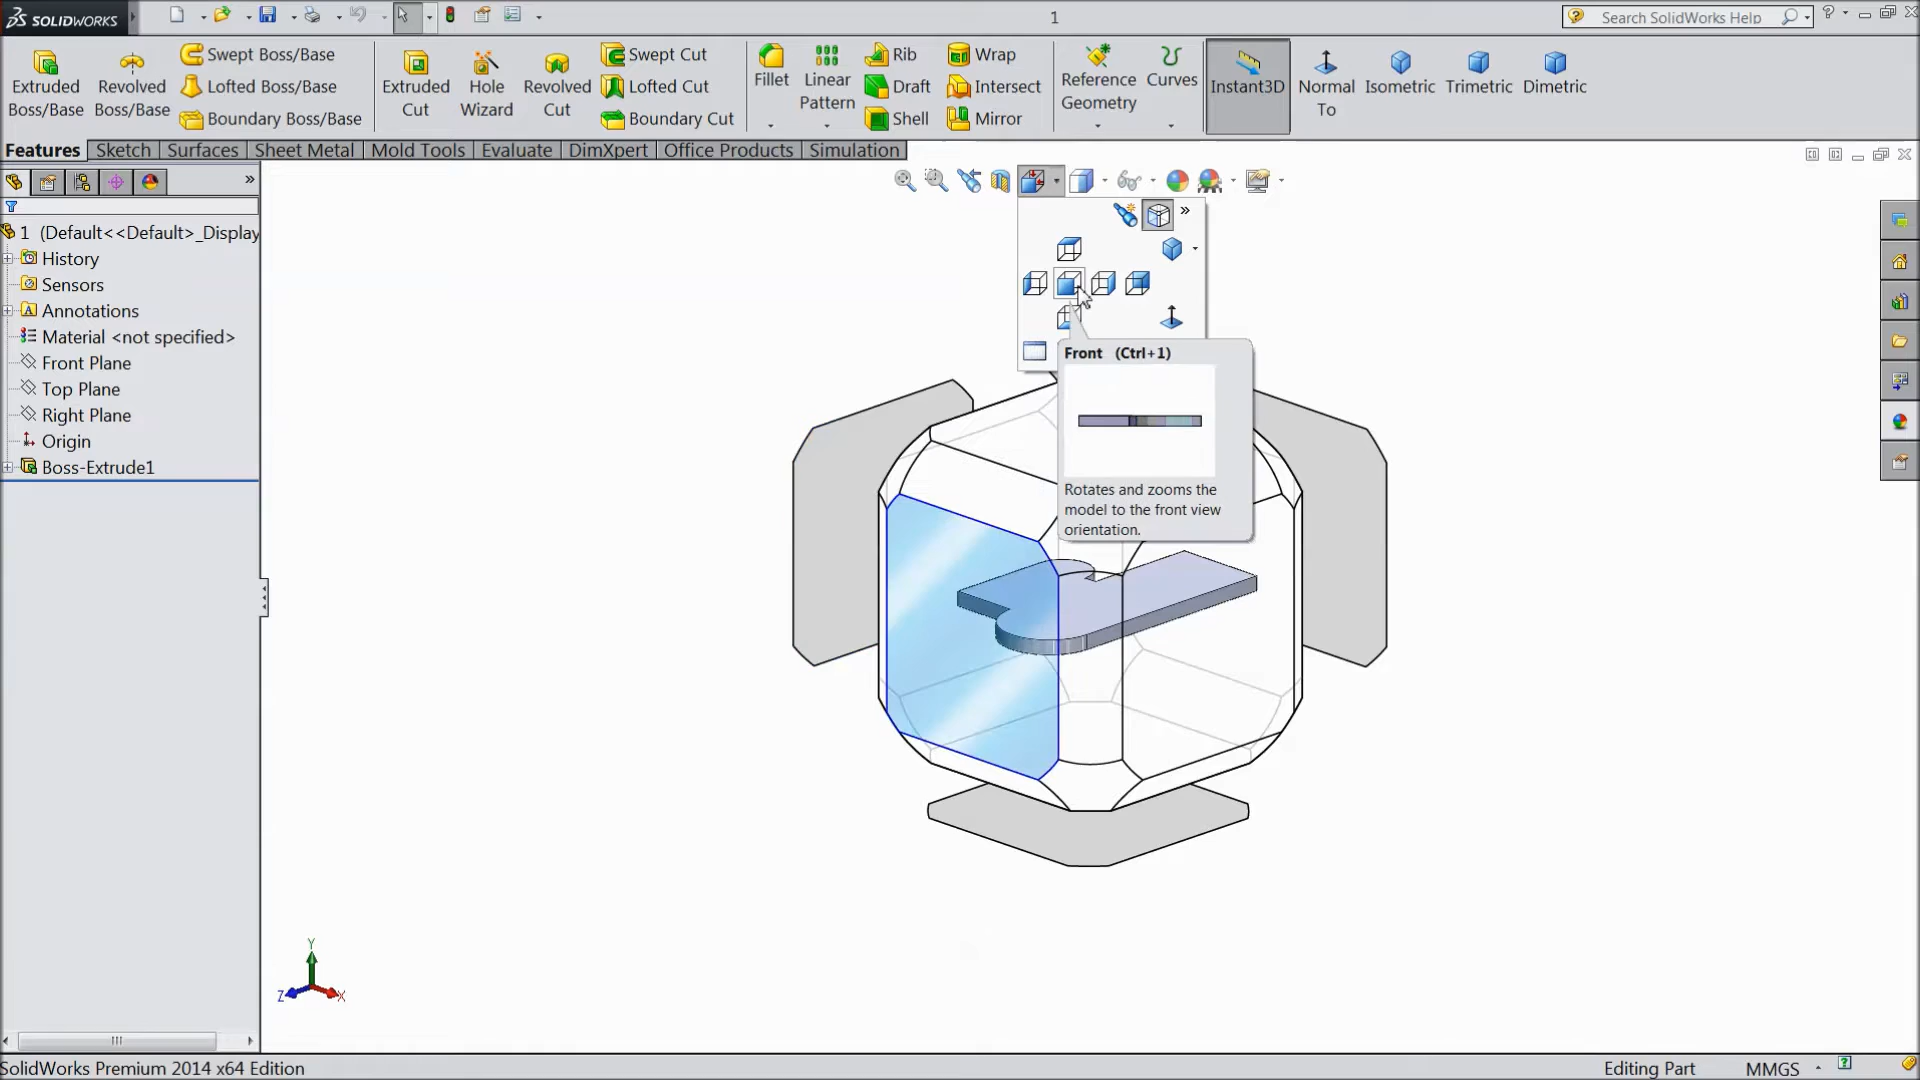 SOLIDWORKS
1
Search SolidWorks Help
Extruded Boss/Base
Revolved Boss/Base
Swept Boss/Base
Lofted Boss/Base
Boundary Boss/Base
Extruded Cut
Hole Wizard
Revolved Cut
Swept Cut
Lofted Cut
Boundary Cut
Fillet
Linear Pattern
Rib
Draft
Shell
Wrap
Intersect
Mirror
Reference Geometry
Curves
Instant3D
Normal To
Isometric
Trimetric
Dimetric
Features
Sketch
Surfaces
Sheet Metal
Mold Tools
Evaluate
DimXpert
Office Products
Simulation
1 (Default<<Default>_Display
History
Sensors
Annotations
Material <not specified>
Front Plane
Top Plane
Right Plane
Origin
Boss-Extrude1
Front (Ctrl+1)
Rotates and zooms the
model to the front view
orientation.
Y
Z
X
SolidWorks Premium 2014 x64 Edition
Editing Part
MMGS